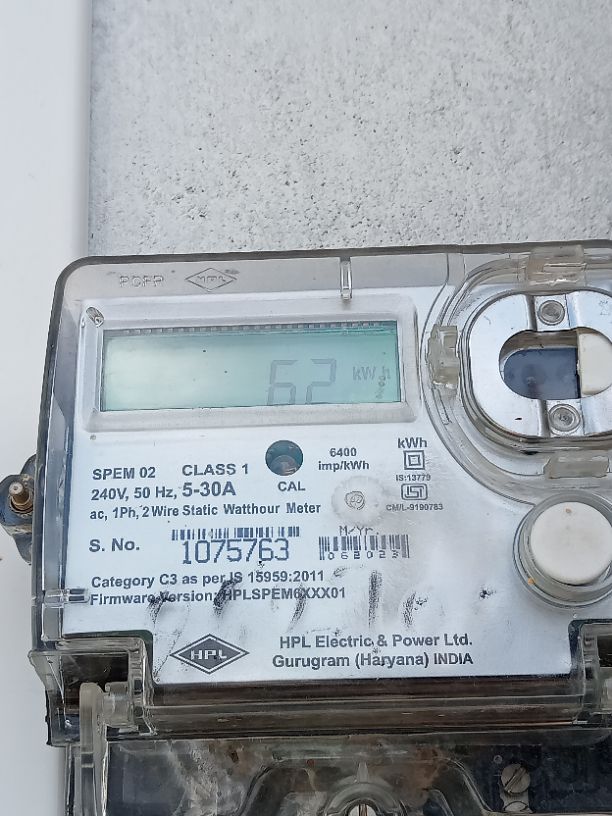 HPL
62 kWh
SPEM 02 CLASS 1
240V, 50 Hz, 5-30A
ac, 1Ph, 2 Wire Static Watthour Meter
CAL
6400
imp/kWh
kWh
IS:13779
CM/L-9190783
S. No. 1075763
M/Yr.
062023
Category C3 as per IS 15959:2011
Firmware Version: HPLSPEM6XXX01
HPL
HPL Electric & Power Ltd.
Gurugram (Haryana) INDIA